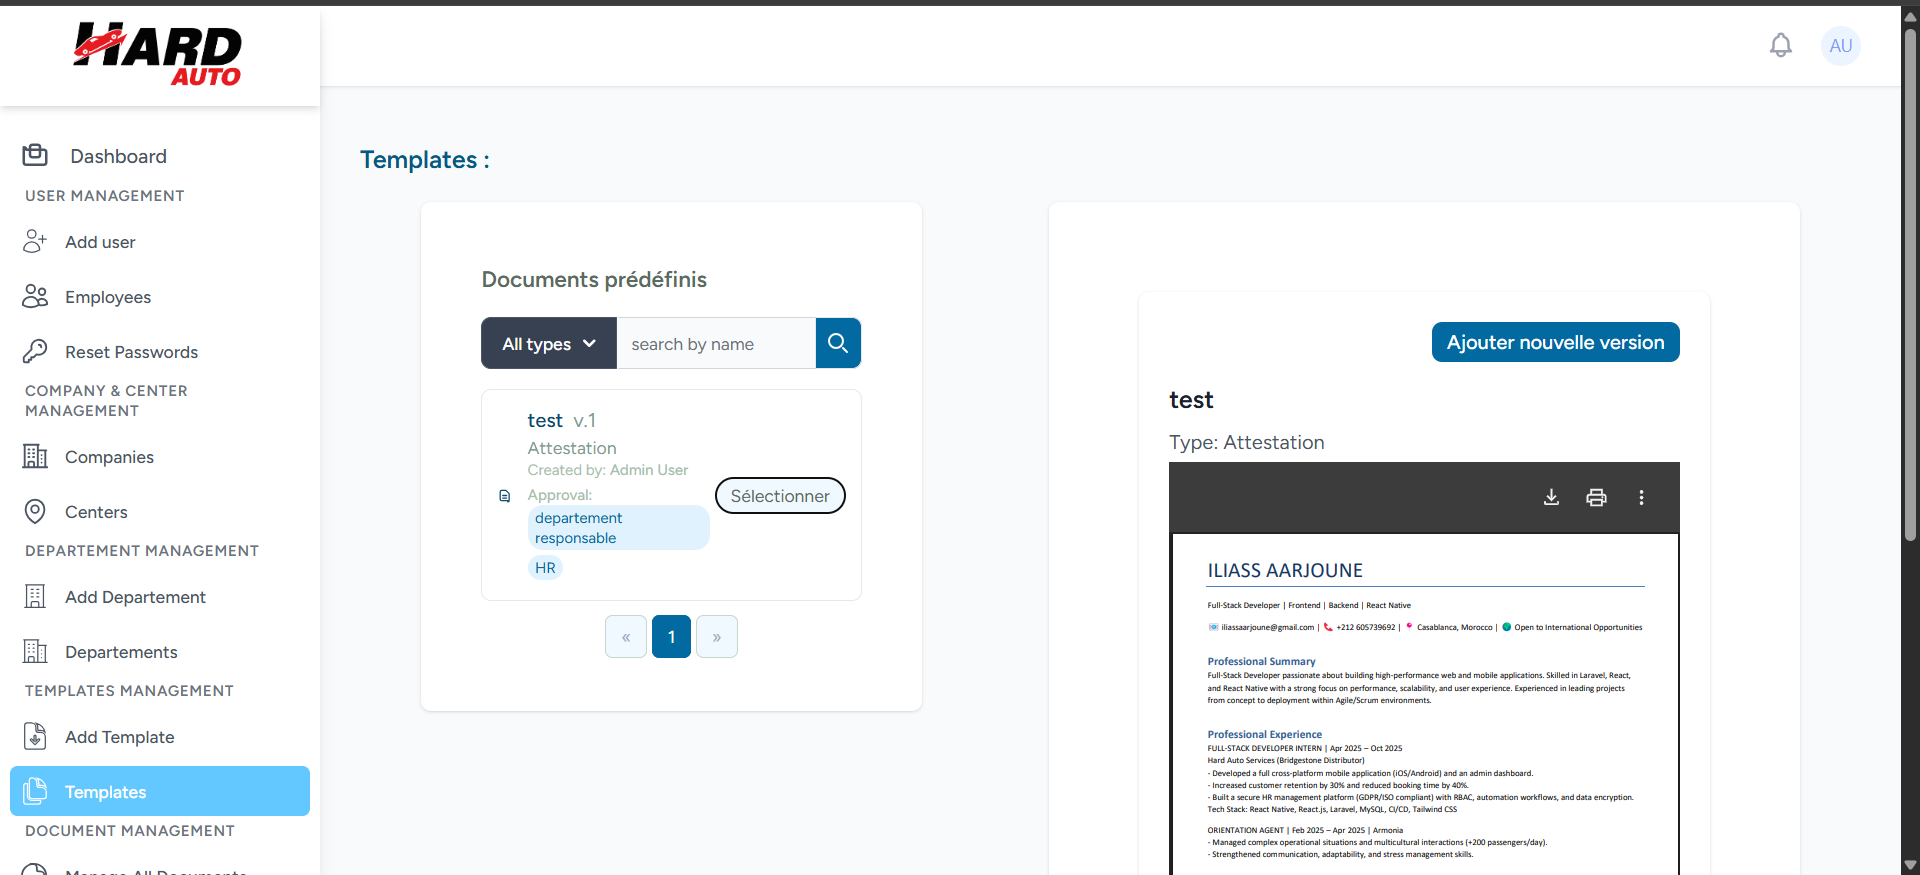 HARD
AUTO
AU
Dashboard
USER MANAGEMENT
Add user
Employees
Reset Passwords
COMPANY & CENTER
MANAGEMENT
Companies
Centers
DEPARTEMENT MANAGEMENT
Add Departement
Departements
TEMPLATES MANAGEMENT
Add Template
Templates
DOCUMENT MANAGEMENT
Manage All Documents
Templates :
Documents prédéfinis
All types
search by name
test v.1
Attestation
Created by: Admin User
Approval:
departement
responsable
HR
Sélectionner
« 1 »
Ajouter nouvelle version
test
Type: Attestation
ILIASS AARJOUNE
Full-Stack Developer | Frontend | Backend | React Native
iliassaarjoune@gmail.com | +212 605739692 | Casablanca, Morocco | Open to International Opportunities
Professional Summary
Full-Stack Developer passionate about building high-performance web and mobile applications. Skilled in Laravel, React,
and React Native with a strong focus on performance, scalability, and user experience. Experienced in leading projects
from concept to deployment within Agile/Scrum environments.
Professional Experience
FULL-STACK DEVELOPER INTERN | Apr 2025 – Oct 2025
Hard Auto Services (Bridgestone Distributor)
- Developed a full cross-platform mobile application (iOS/Android) and an admin dashboard.
- Increased customer retention by 30% and reduced booking time by 40%.
- Built a secure HR management platform (GDPR/ISO compliant) with RBAC, automation workflows, and data encryption.
Tech Stack: React Native, React.js, Laravel, MySQL, CI/CD, Tailwind CSS
ORIENTATION AGENT | Feb 2025 – Apr 2025 | Armonia
- Managed complex operational situations and multicultural interactions (+200 passengers/day).
- Strengthened communication, adaptability, and stress management skills.